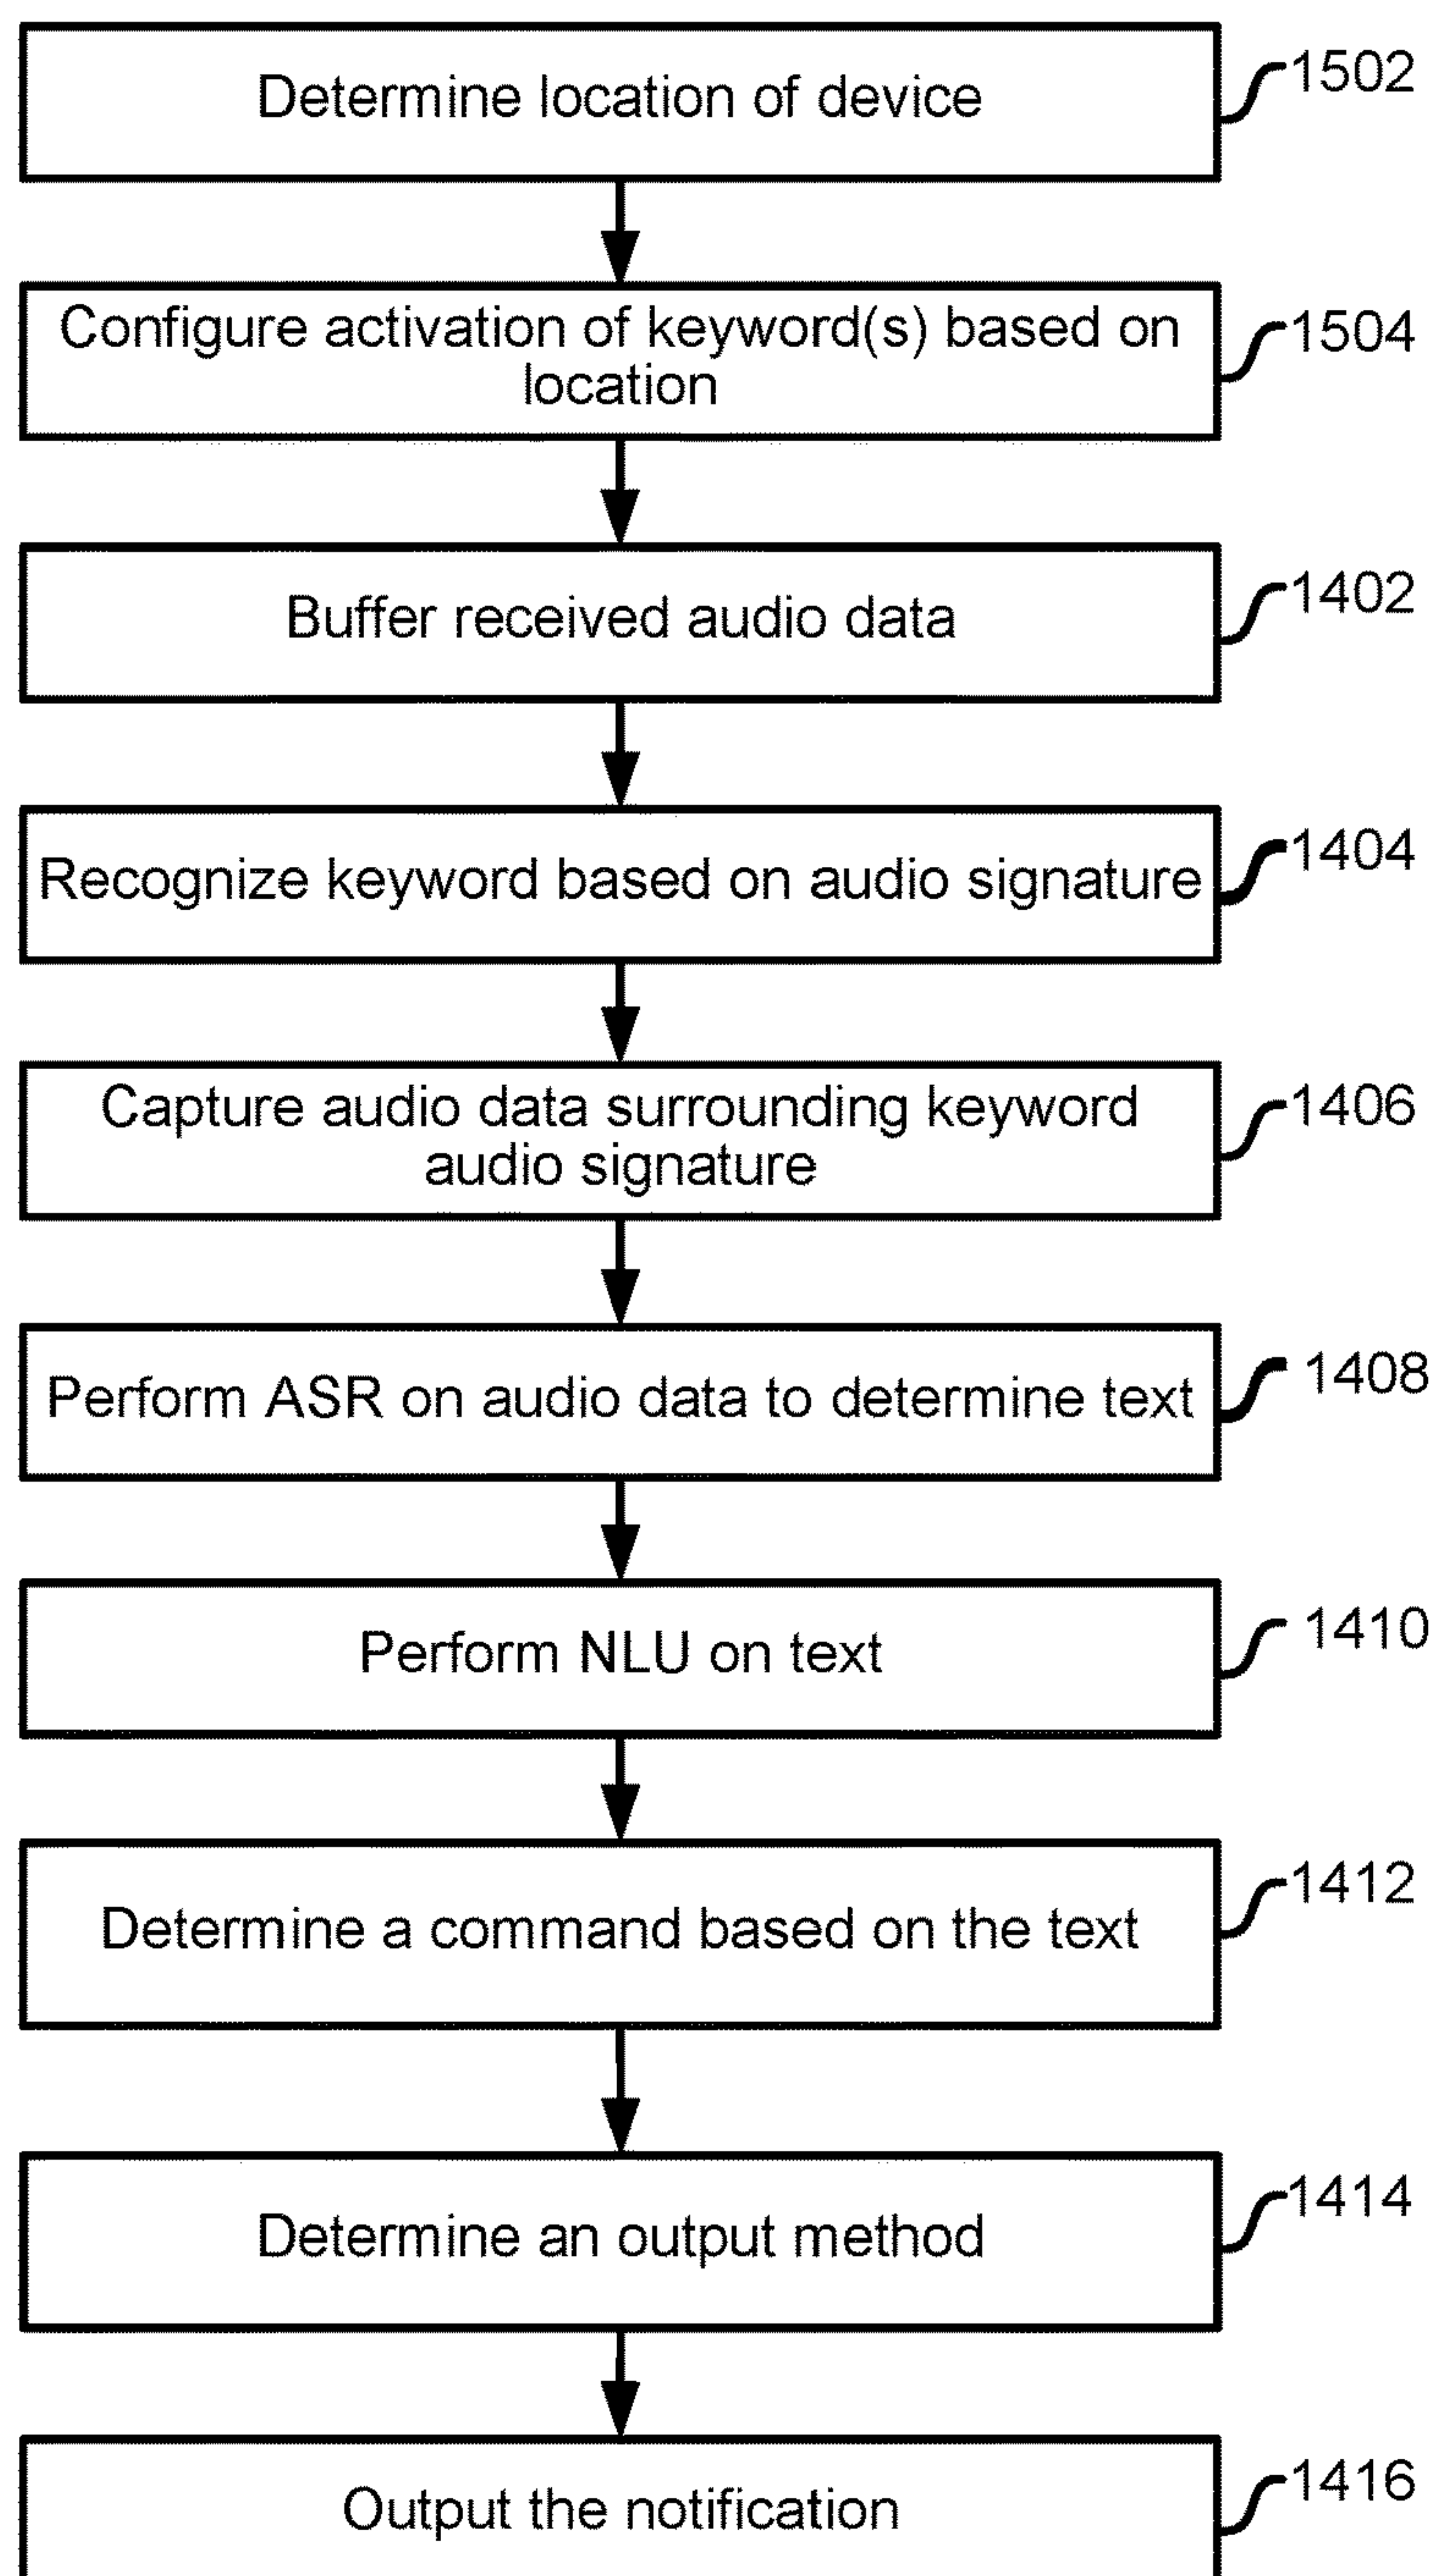 Determine location of device
1502
Configure activation of keyword(s) based on
location
1504
Buffer received audio data
1402
Recognize keyword based on audio signature
1404
Capture audio data surrounding keyword
audio signature
1406
Perform ASR on audio data to determine text
1408
Perform NLU on text
1410
Determine a command based on the text
1412
Determine an output method
1414
Output the notification
1416